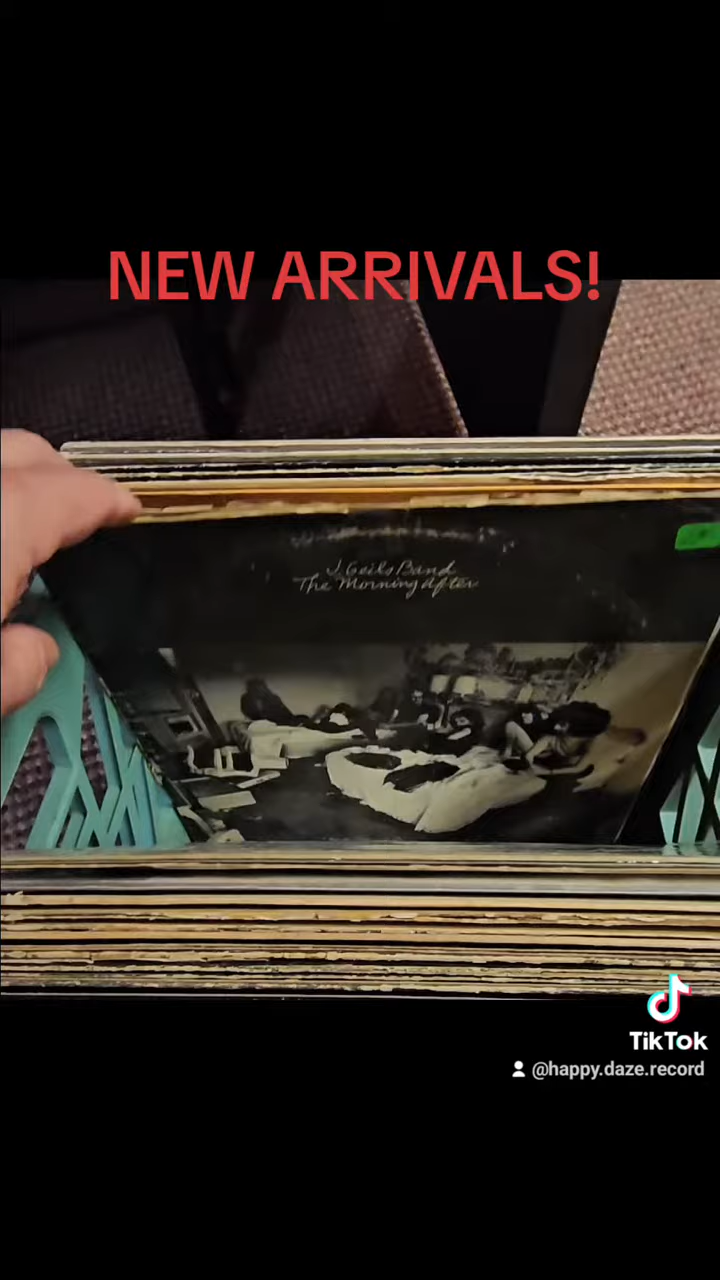 NEW ARRIVALS!
J. Geils Band
The Morning After
TikTok
@happy.daze.record